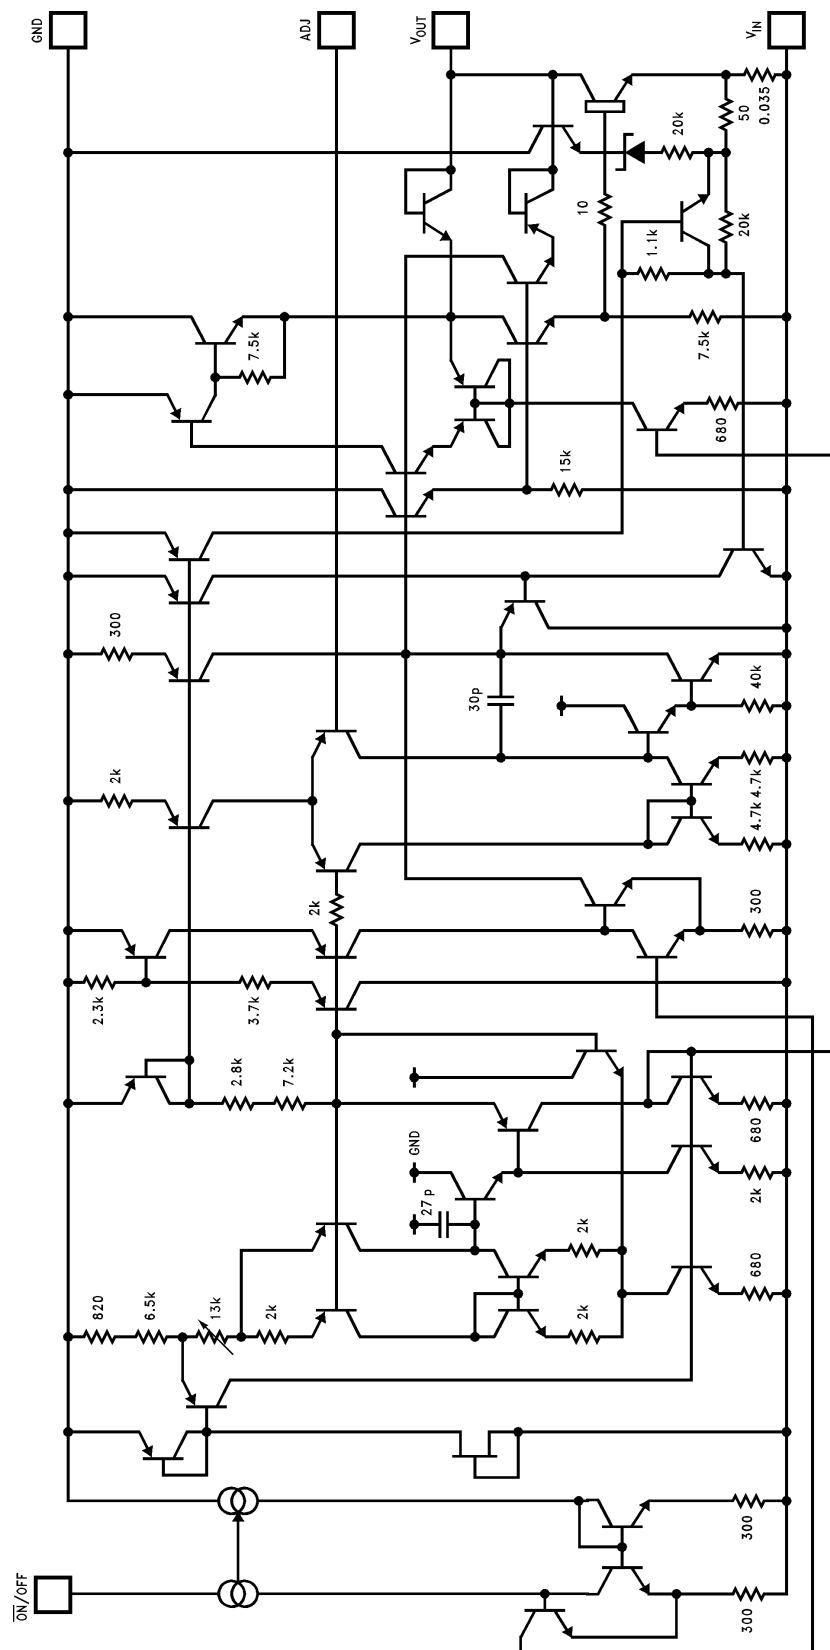 GND
ADJ
VOUT
VIN
0.035
50
20k
10
20k
1.1k
7.5k
7.5k
680
15k
300
30p
40k
2k
4.7k
4.7k
2k
300
2.3k
3.7k
2.8k
7.2k
680
GND
2k
27p
2k
680
820
6.5k
13k
2k
2k
300
ON/OFF
300